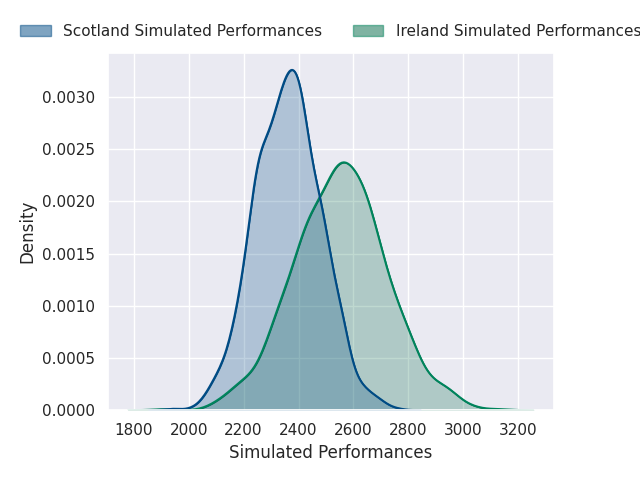 Scotland Simulated Performances Ireland Simulated Performances
0.0030
0.0025
0.0020
0.0015
0.0010
0.0005
0.0000
Density
1800 2000 2200 2400 2600 2800 3000 3200
Simulated Performances